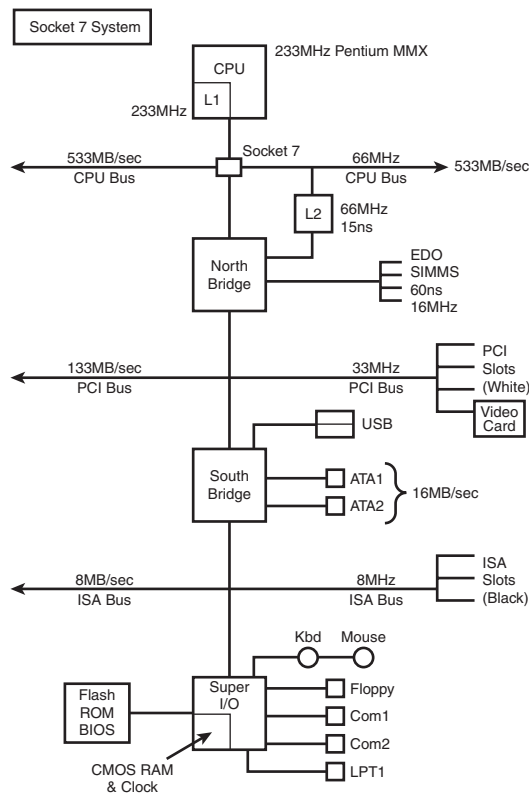 Socket 7 System
233MHz Pentium MMX
CPU
L1
233MHz
Socket 7
533MB/sec
CPU Bus
66MHz
CPU Bus
533MB/sec
L2
66MHz
15ns
North
Bridge
EDO
SIMMS
60ns
16MHz
133MB/sec
PCI Bus
33MHz
PCI Bus
PCI
Slots
(White)
Video
Card
USB
South
Bridge
ATA1
ATA2
16MB/sec
8MB/sec
ISA Bus
8MHz
ISA Bus
ISA
Slots
(Black)
Kbd
Mouse
Super
I/O
Floppy
Com1
Com2
LPT1
Flash
ROM
BIOS
CMOS RAM
& Clock